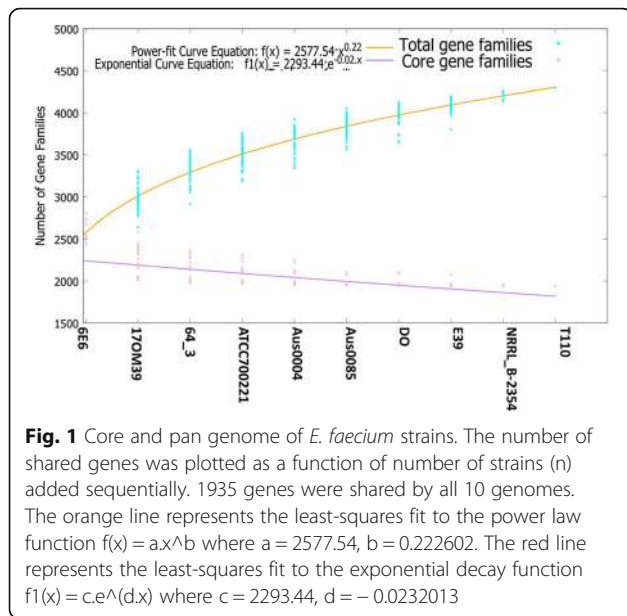 Power-fit Curve Equation: f(x) = 2577.54*x^0.22
Exponential Curve Equation: f1(x) = 2293.44*e^-0.02.x
Total gene families
Core gene families
5000
4500
4000
3500
3000
2500
2000
1500
Number of Gene Families
6E6
17OM39
64_3
ATCC700221
Aus0004
Aus0085
DO
E39
NRRL_B-2354
T110
Fig. 1 Core and pan genome of E. faecium strains. The number of
shared genes was plotted as a function of number of strains (n)
added sequentially. 1935 genes were shared by all 10 genomes.
The orange line represents the least-squares fit to the power law
function f(x) = a.x^b where a = 2577.54, b = 0.222602. The red line
represents the least-squares fit to the exponential decay function
f1(x) = c.e^(d.x) where c = 2293.44, d = − 0.0232013